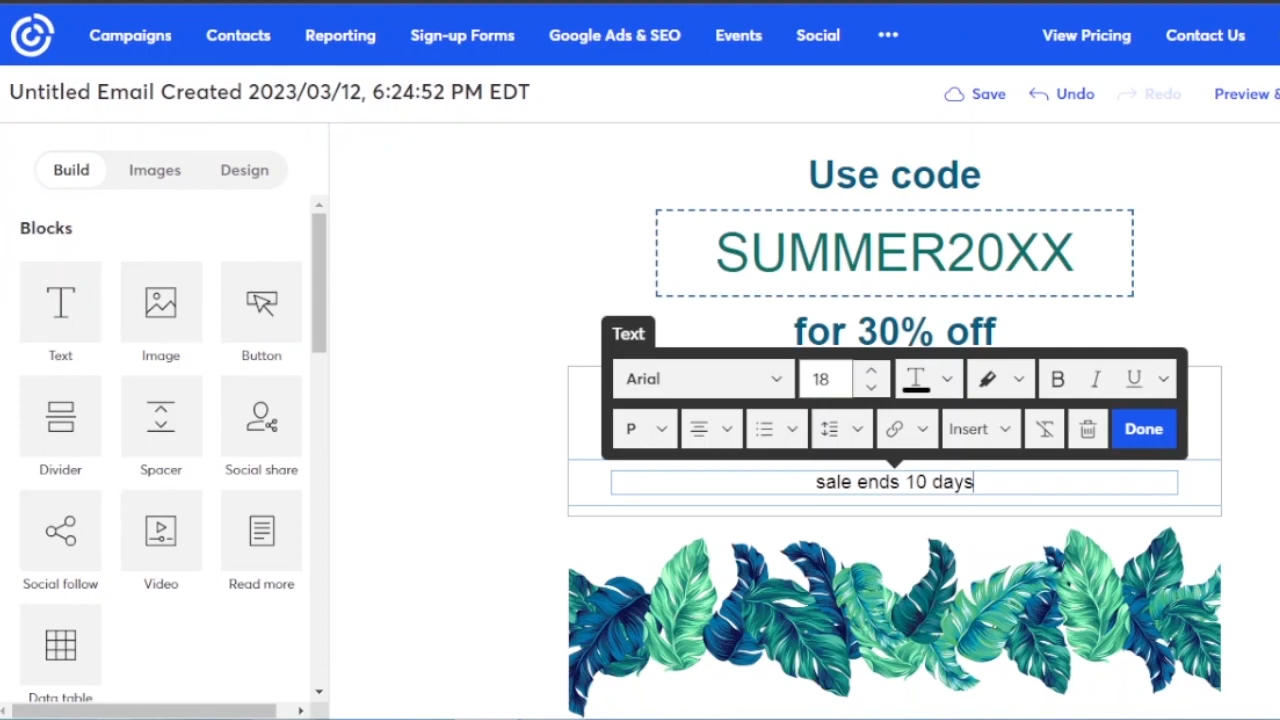 Campaigns Contacts Reporting Sign-up Forms Google Ads & SEO Events Social ••• View Pricing Contact Us
Untitled Email Created 2023/03/12, 6:24:52 PM EDT Save Undo Redo Preview &
Build Images Design
Blocks
Text Image Button
Divider Spacer Social share
Social follow Video Read more
Data table
Use code
SUMMER20XX
for 30% off
Text
Arial 18 T B I U
P Insert Done
sale ends 10 days